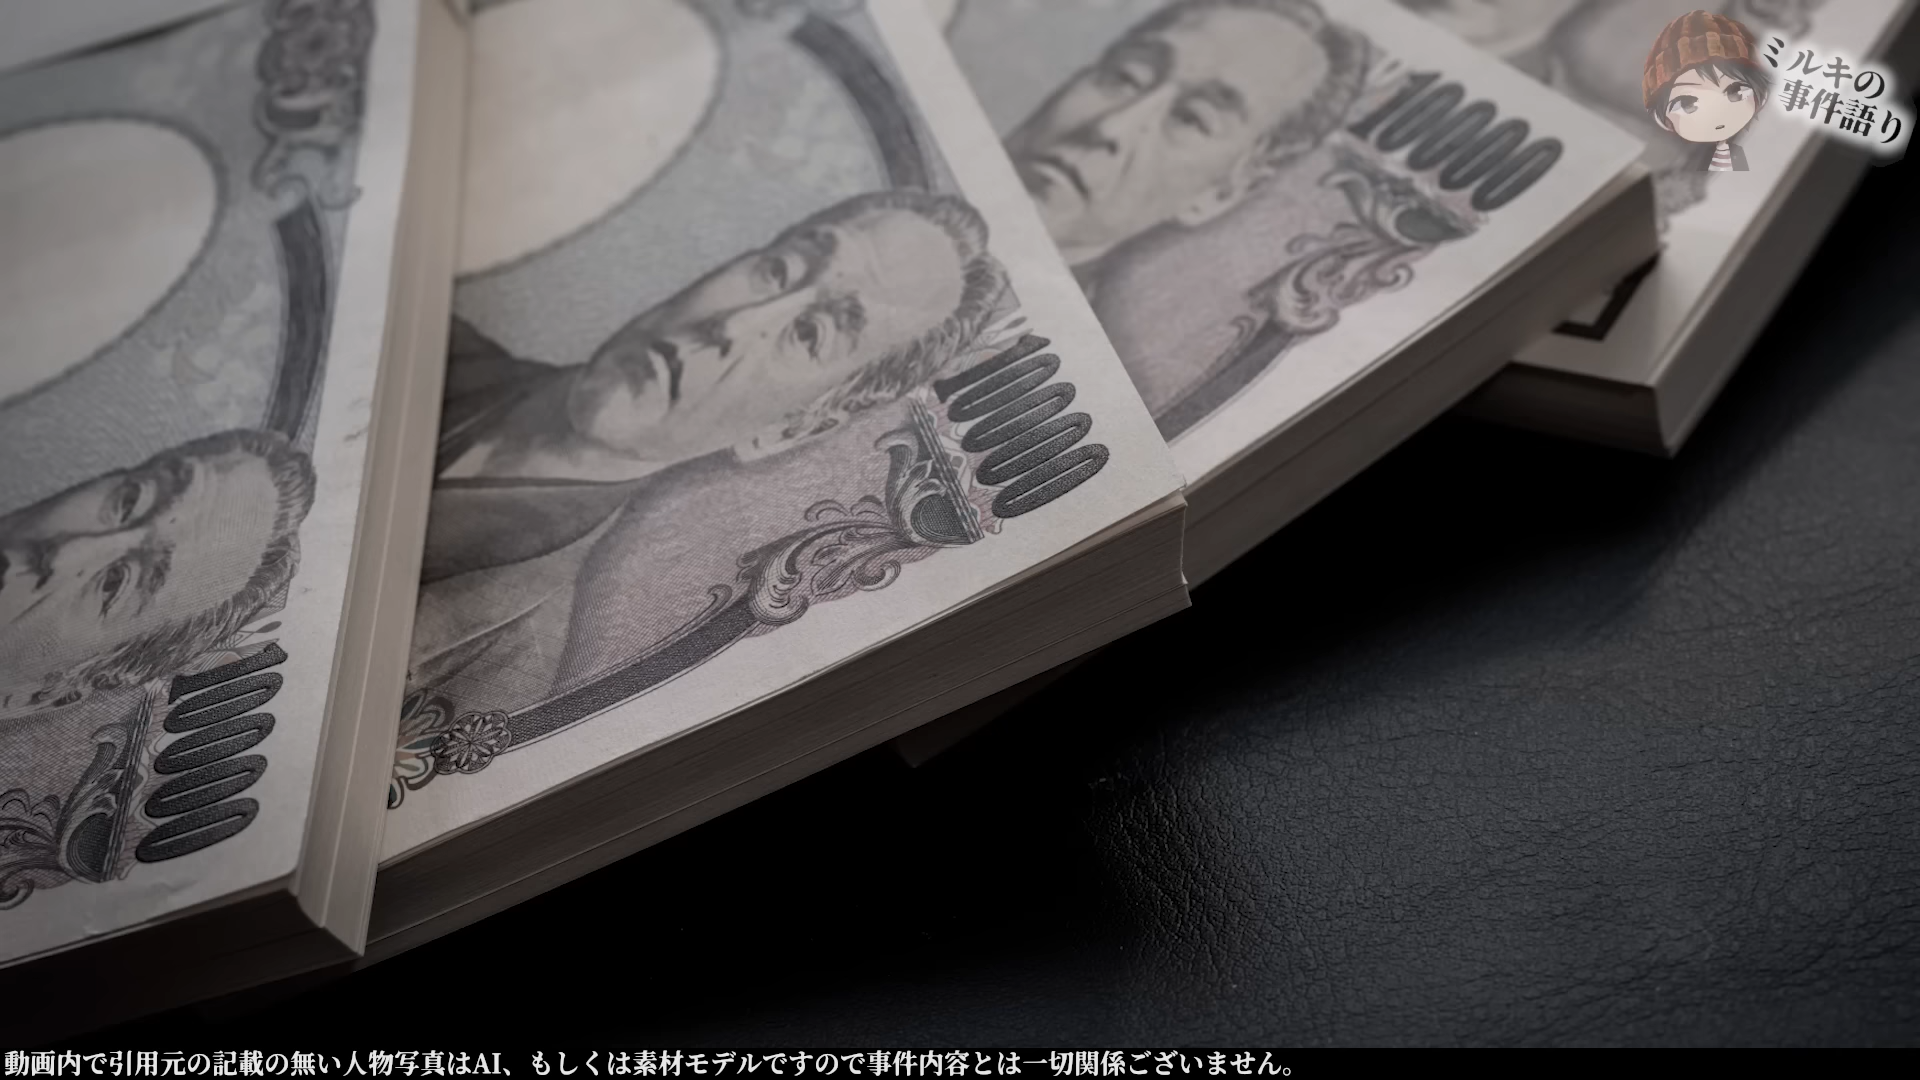 ミルキの
事件語り
10000
10000
10000
動画内で引用元の記載の無い人物写真はAI、もしくは素材モデルですので事件内容とは一切関係ございません。